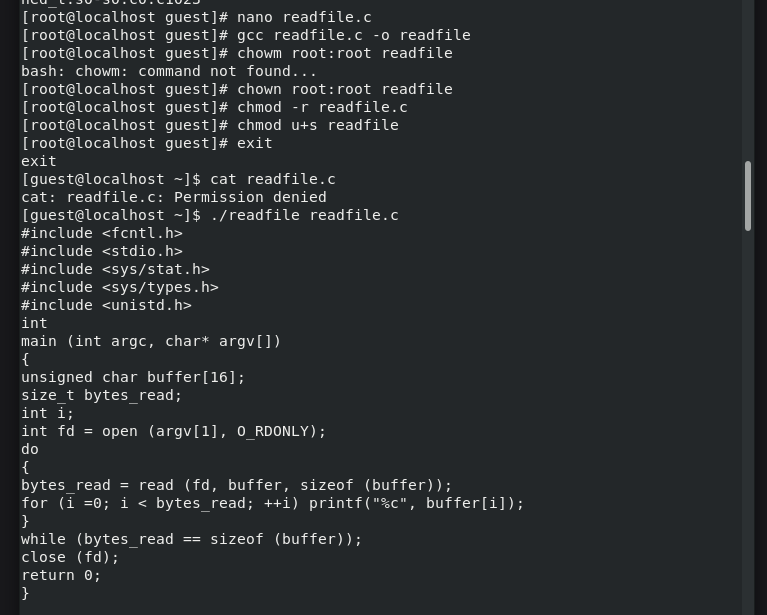 ned_t:s0-s0:c0.c1023
[root@localhost guest]# nano readfile.c
[root@localhost guest]# gcc readfile.c -o readfile
[root@localhost guest]# chowm root:root readfile
bash: chowm: command not found...
[root@localhost guest]# chown root:root readfile
[root@localhost guest]# chmod -r readfile.c
[root@localhost guest]# chmod u+s readfile
[root@localhost guest]# exit
exit
[guest@localhost ~]$ cat readfile.c
cat: readfile.c: Permission denied
[guest@localhost ~]$ ./readfile readfile.c
#include <fcntl.h>
#include <stdio.h>
#include <sys/stat.h>
#include <sys/types.h>
#include <unistd.h>
int
main (int argc, char* argv[])
{
unsigned char buffer[16];
size_t bytes_read;
int i;
int fd = open (argv[1], O_RDONLY);
do
{
bytes_read = read (fd, buffer, sizeof (buffer));
for (i =0; i < bytes_read; ++i) printf("%c", buffer[i]);
}
while (bytes_read == sizeof (buffer));
close (fd);
return 0;
}